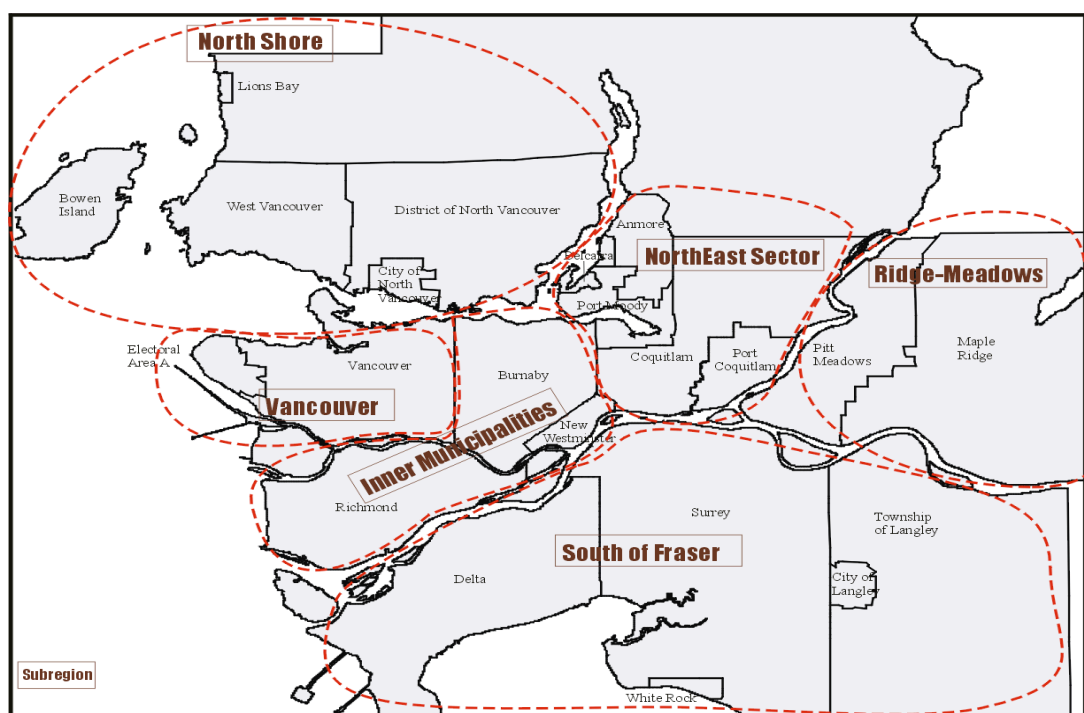 North Shore
Lions Bay
Bowen
Island
West Vancouver
District of North Vancouver
Anmore
Belcarra
NorthEast Sector
Ridge-Meadows
City of
North
Vancouver
Port Moody
Electoral
Area A
Vancouver
Burnaby
Coquitlam
Port
Coquitlam
Pitt
Meadows
Maple
Ridge
Vancouver
Inner Municipalities
New
Westminster
Richmond
Surrey
Township
of Langley
South of Fraser
Delta
City of
Langley
Subregion
White Rock